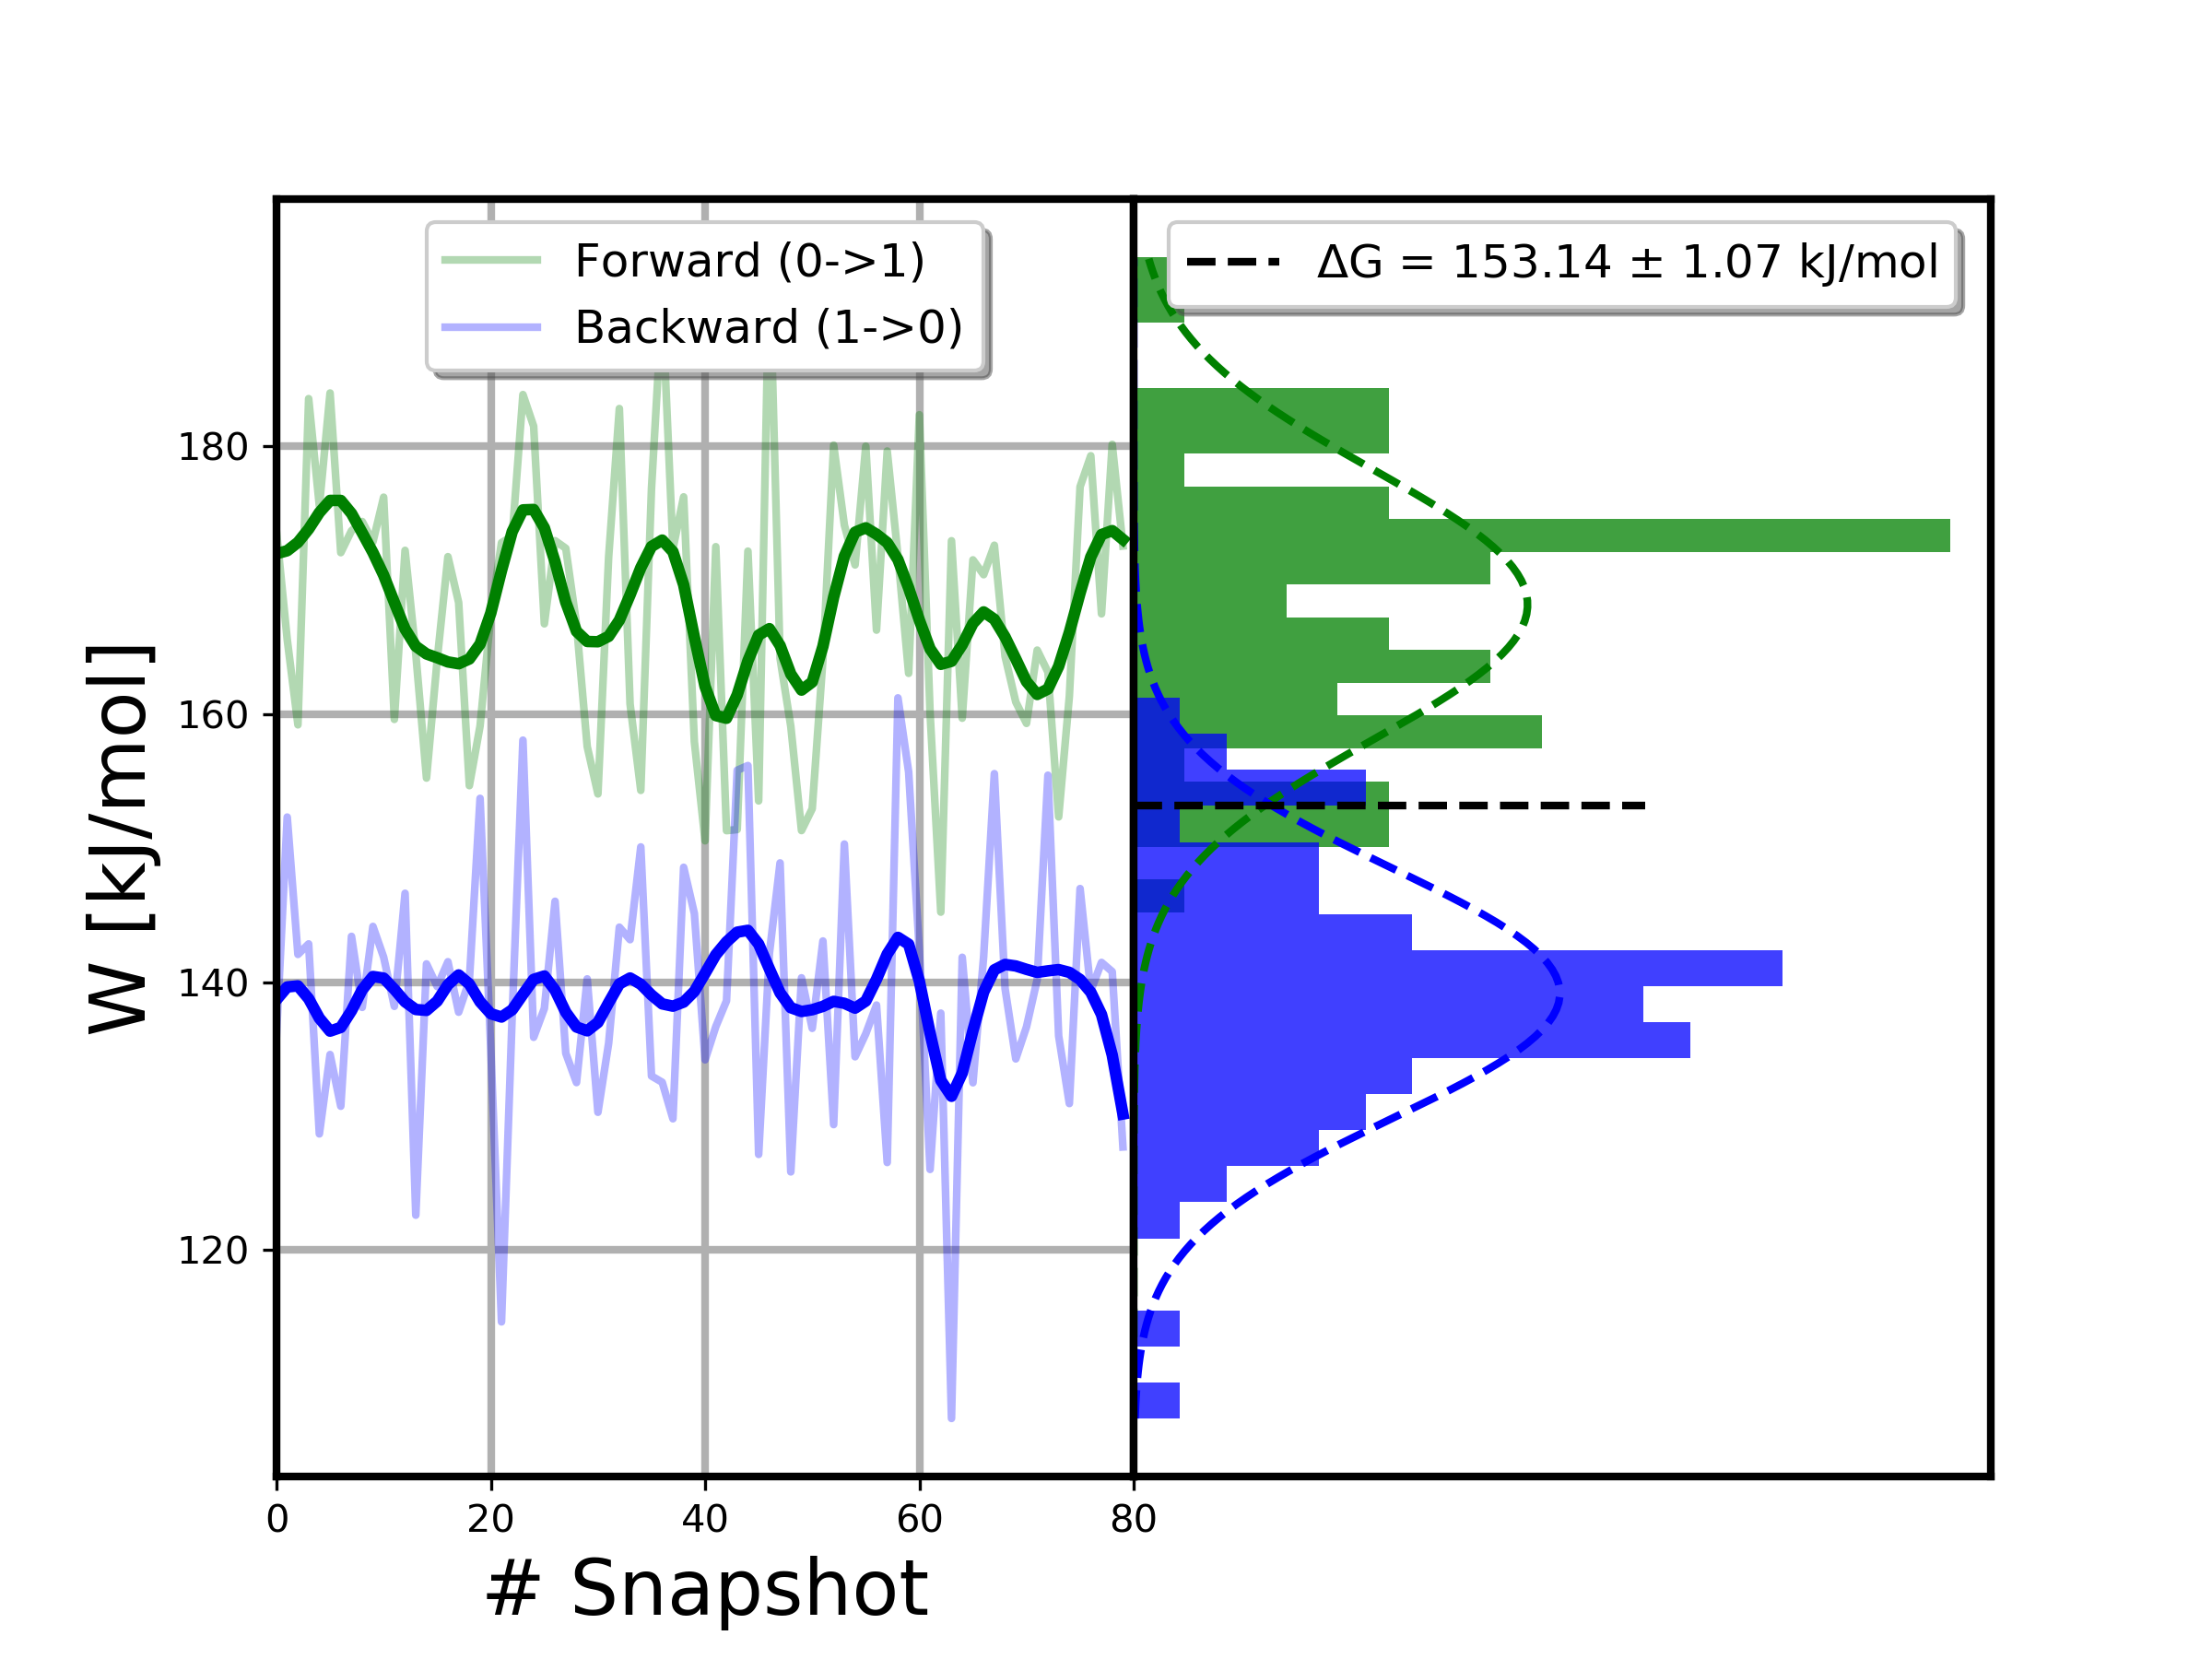 Forward (0->1)
Backward (1->0)
ΔG = 153.14 ± 1.07 kJ/mol
W [kJ/mol]
180
160
140
120
0
20
40
60
80
# Snapshot